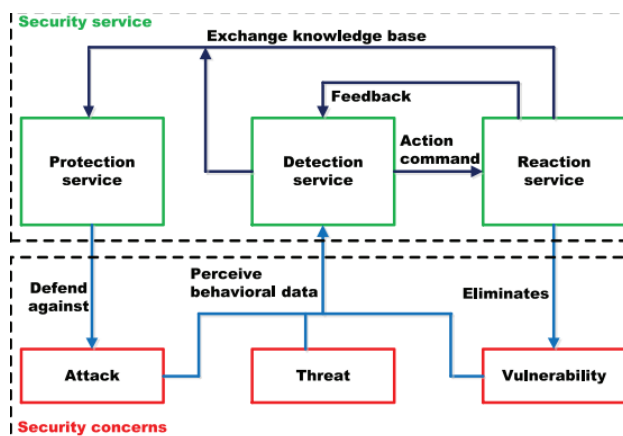 Security service
Exchange knowledge base
Feedback
Protection
service
Detection
service
Action
command
Reaction
service
Defend
against
Perceive
behavioral data
Eliminates
Attack
Threat
Vulnerability
Security concerns